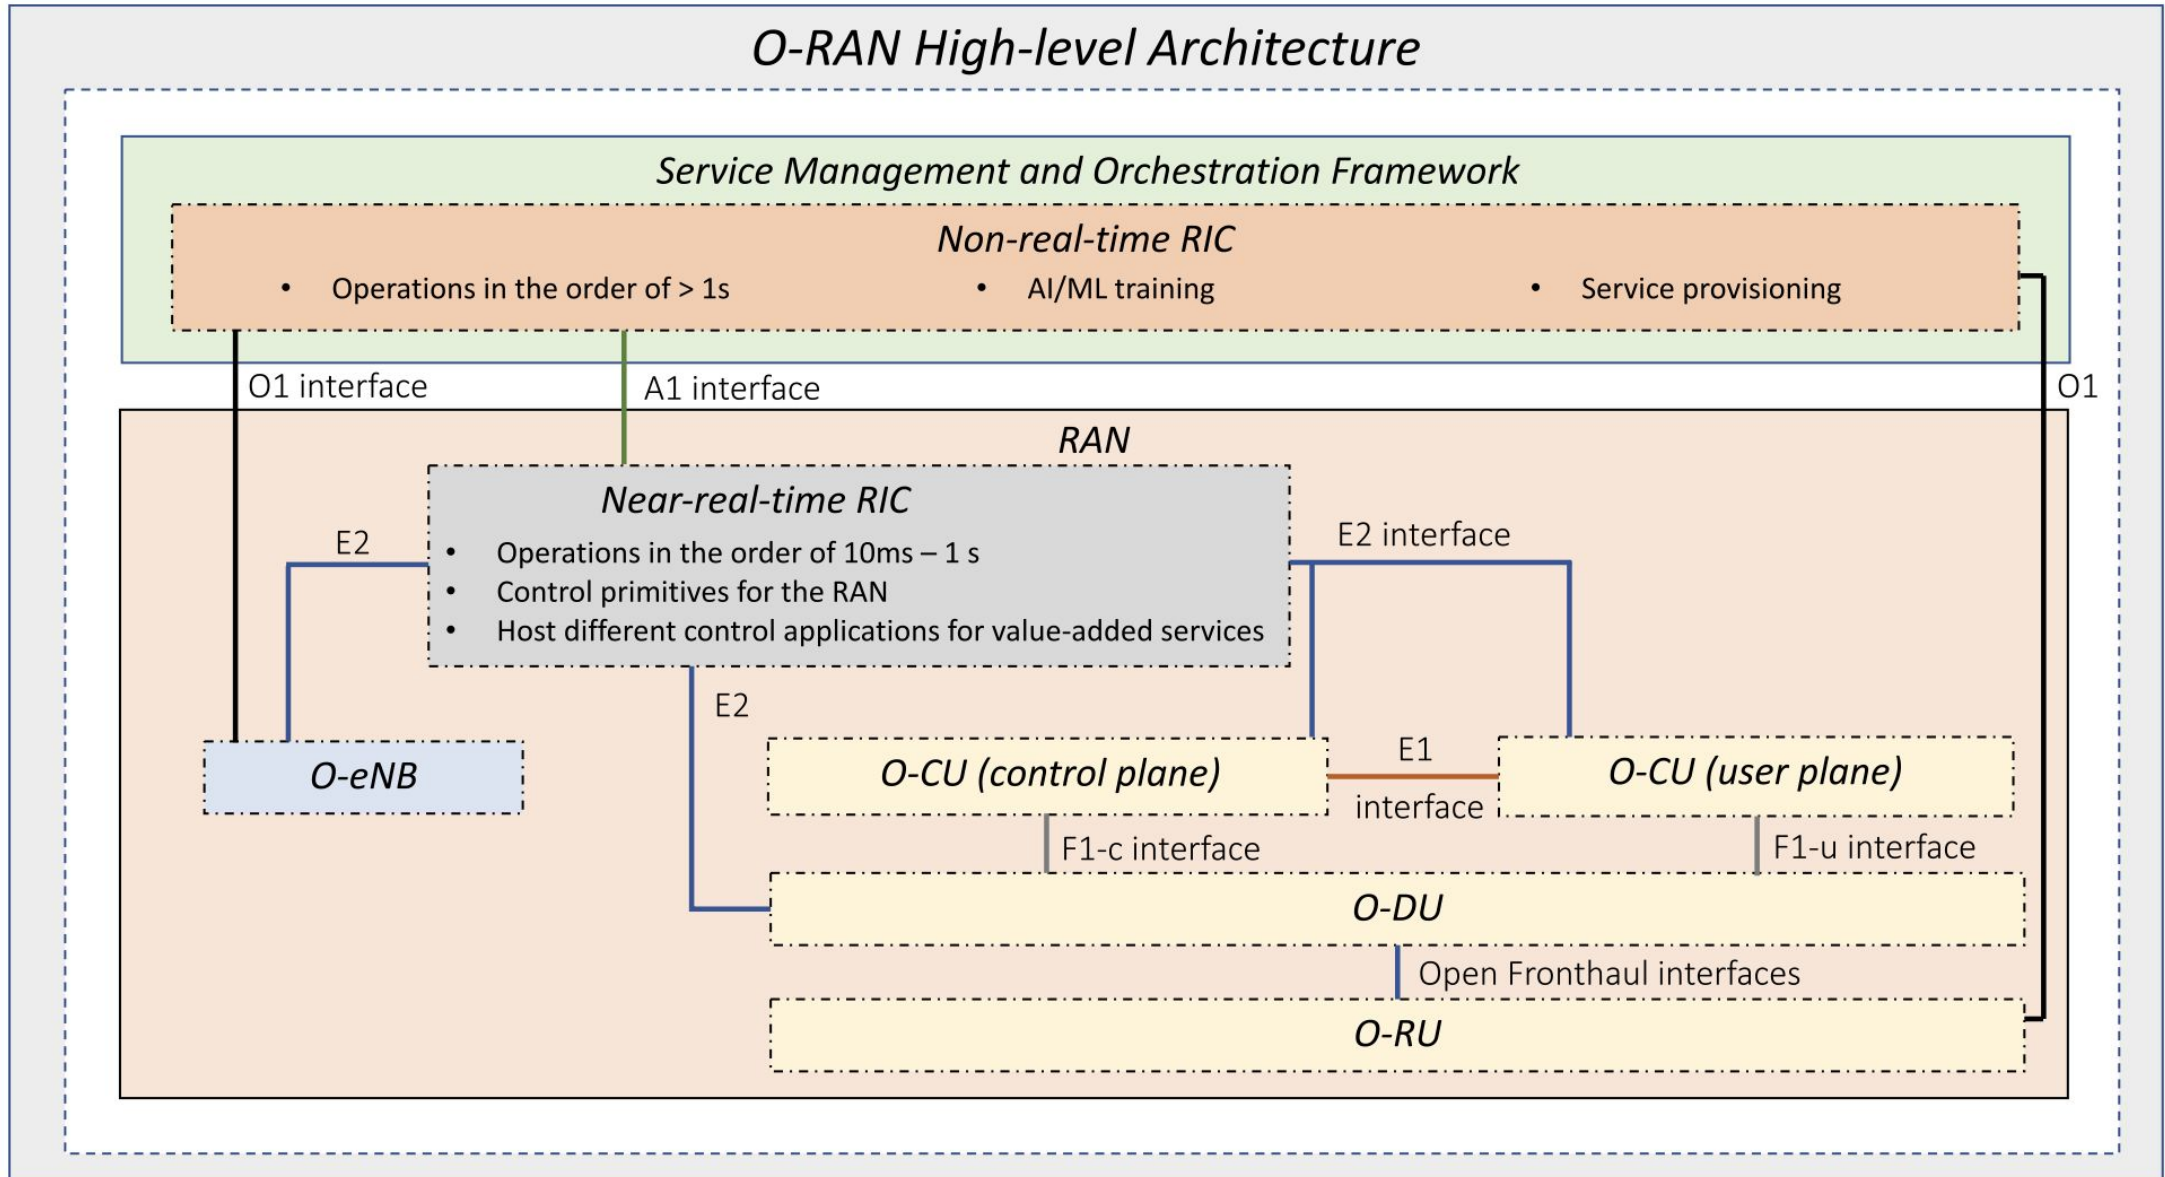 O-RAN High-level Architecture
Service Management and Orchestration Framework
Non-real-time RIC
• Operations in the order of > 1s
• AI/ML training
• Service provisioning
O1 interface
A1 interface
O1
RAN
Near-real-time RIC
• Operations in the order of 10ms – 1 s
• Control primitives for the RAN
• Host different control applications for value-added services
E2
E2 interface
E2
O-eNB
O-CU (control plane)
E1
interface
O-CU (user plane)
F1-c interface
F1-u interface
O-DU
Open Fronthaul interfaces
O-RU